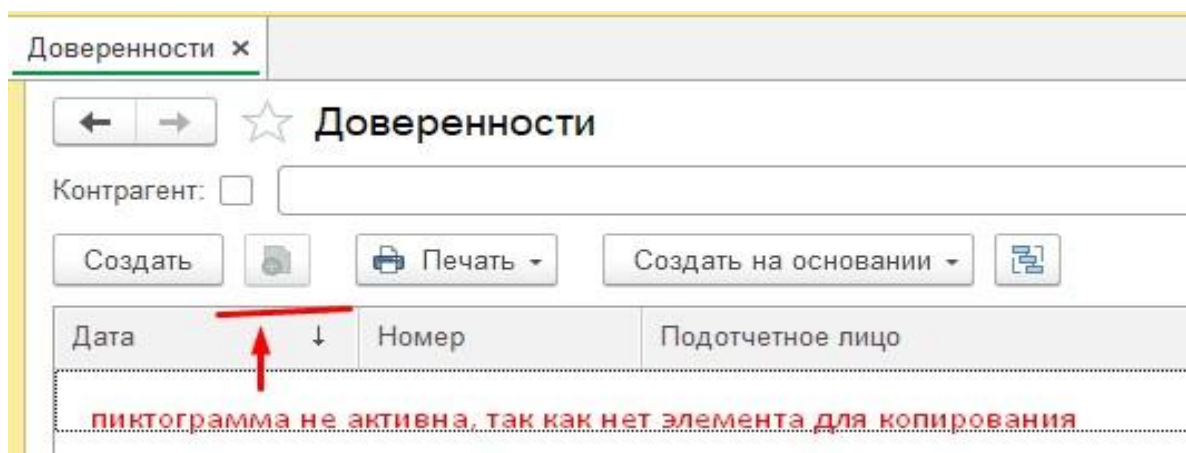 Доверенности ×
Доверенности
Контрагент:
Создать Печать Создать на основании
Дата ↓ Номер Подотчетное лицо
пиктограмма не активна, так как нет элемента для копирования